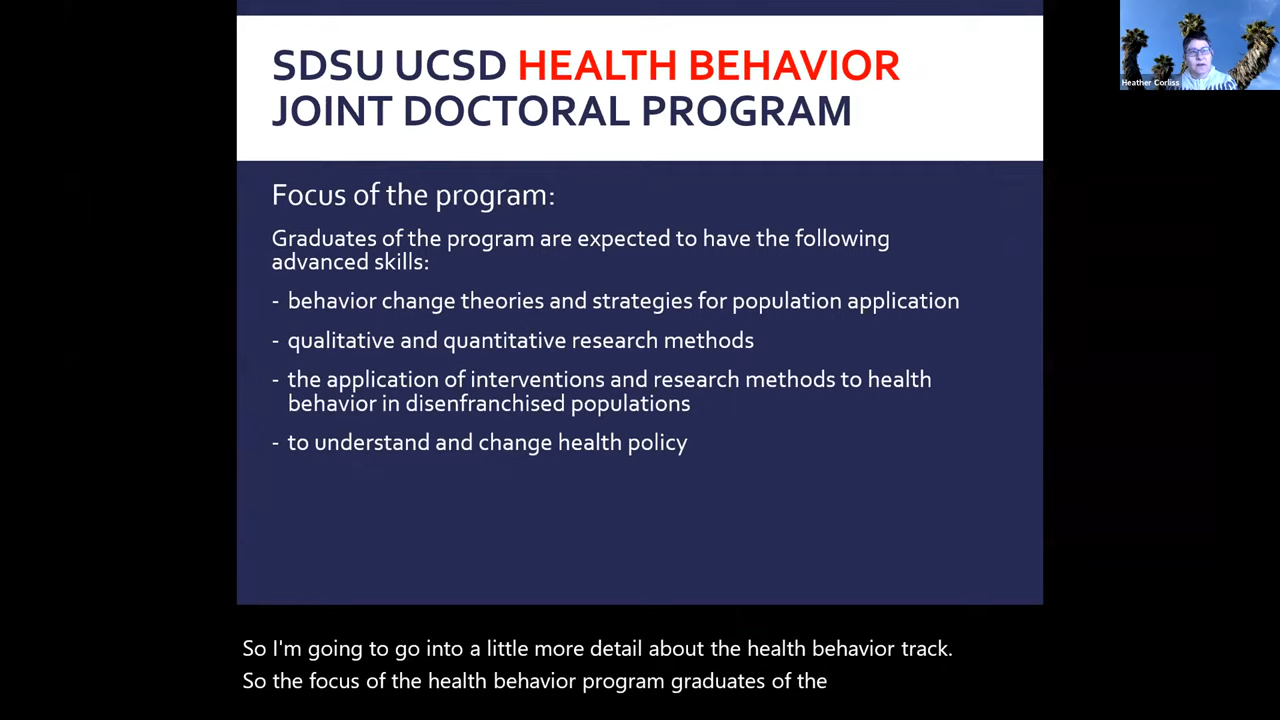 SDSU UCSD HEALTH BEHAVIOR
JOINT DOCTORAL PROGRAM
Heather Corliss
Focus of the program:
Graduates of the program are expected to have the following
advanced skills:
- behavior change theories and strategies for population application
- qualitative and quantitative research methods
- the application of interventions and research methods to health
behavior in disenfranchised populations
- to understand and change health policy
So I'm going to go into a little more detail about the health behavior track.
So the focus of the health behavior program graduates of the